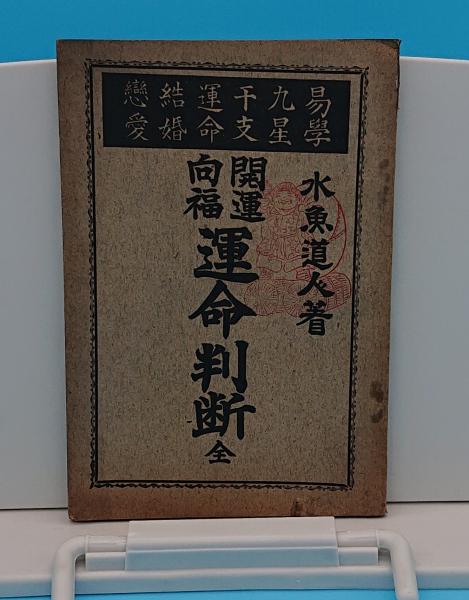 易學
九星
干支
運命
結婚
戀愛
水魚道人著
開運
向福
運命判断 全